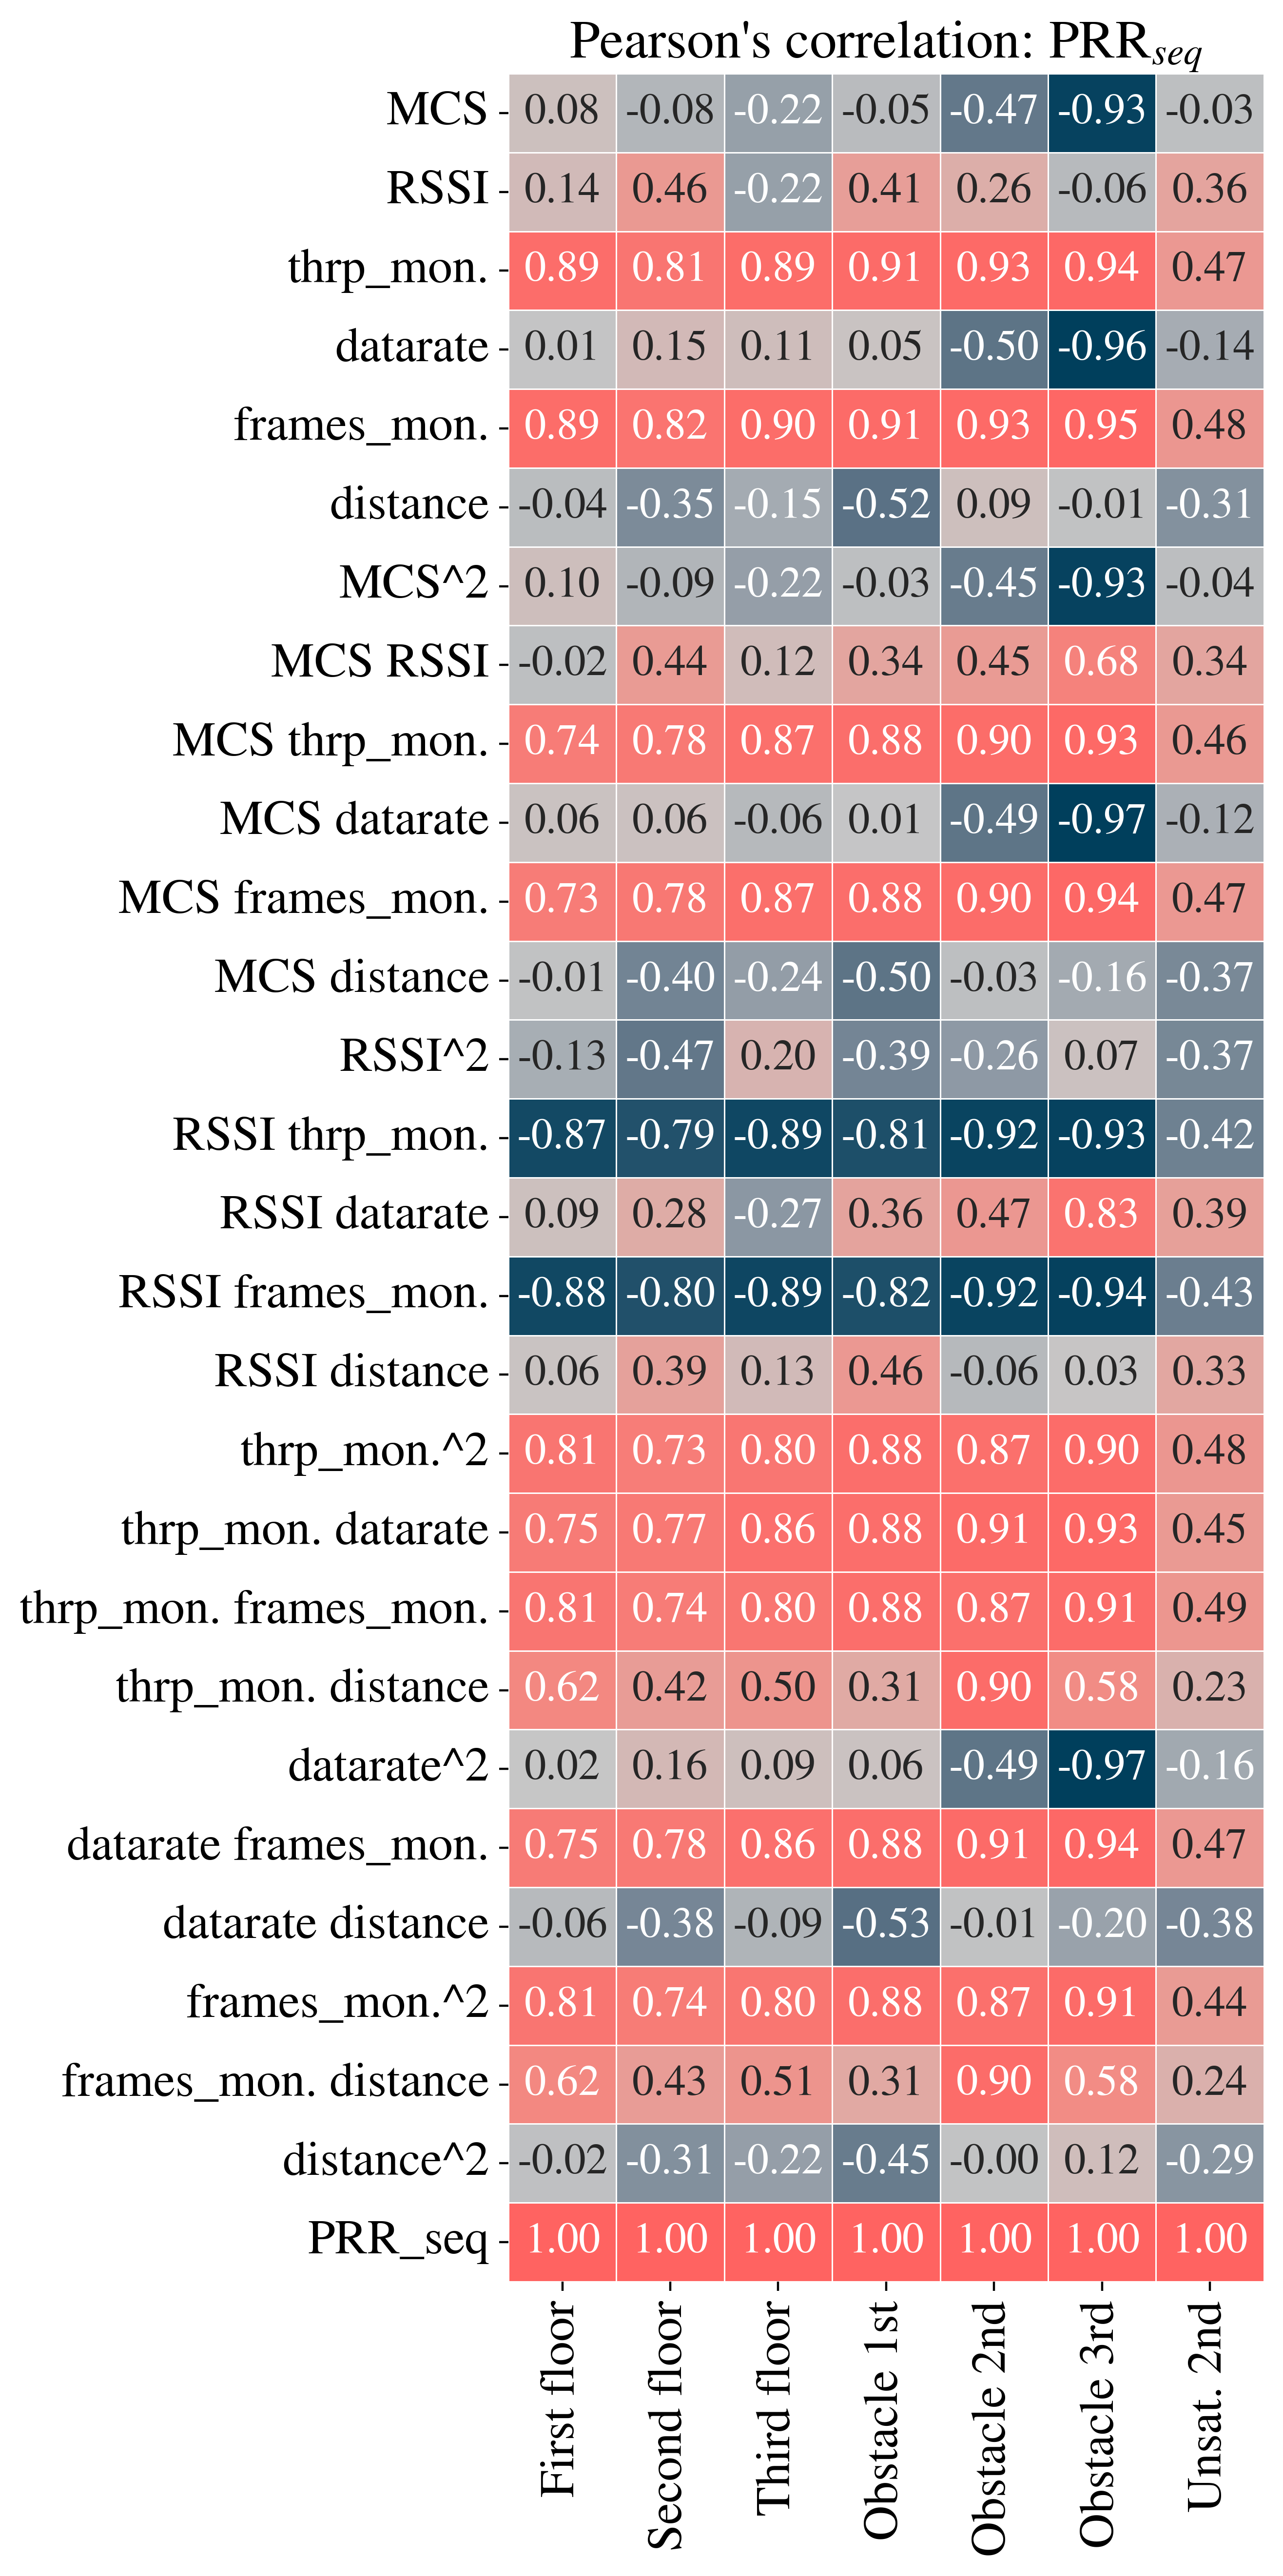 Pearson's correlation: PRR_seq
MCS 0.08 -0.08 -0.22 -0.05 -0.47 -0.93 -0.03
RSSI 0.14 0.46 -0.22 0.41 0.26 -0.06 0.36
thrp_mon. 0.89 0.81 0.89 0.91 0.93 0.94 0.47
datarate 0.01 0.15 0.11 0.05 -0.50 -0.96 -0.14
frames_mon. 0.89 0.82 0.90 0.91 0.93 0.95 0.48
distance -0.04 -0.35 -0.15 -0.52 0.09 -0.01 -0.31
MCS^2 0.10 -0.09 -0.22 -0.03 -0.45 -0.93 -0.04
MCS RSSI -0.02 0.44 0.12 0.34 0.45 0.68 0.34
MCS thrp_mon. 0.74 0.78 0.87 0.88 0.90 0.93 0.46
MCS datarate 0.06 0.06 -0.06 0.01 -0.49 -0.97 -0.12
MCS frames_mon. 0.73 0.78 0.87 0.88 0.90 0.94 0.47
MCS distance -0.01 -0.40 -0.24 -0.50 -0.03 -0.16 -0.37
RSSI^2 -0.13 -0.47 0.20 -0.39 -0.26 0.07 -0.37
RSSI thrp_mon. -0.87 -0.79 -0.89 -0.81 -0.92 -0.93 -0.42
RSSI datarate 0.09 0.28 -0.27 0.36 0.47 0.83 0.39
RSSI frames_mon. -0.88 -0.80 -0.89 -0.82 -0.92 -0.94 -0.43
RSSI distance 0.06 0.39 0.13 0.46 -0.06 0.03 0.33
thrp_mon.^2 0.81 0.73 0.80 0.88 0.87 0.90 0.48
thrp_mon. datarate 0.75 0.77 0.86 0.88 0.91 0.93 0.45
thrp_mon. frames_mon. 0.81 0.74 0.80 0.88 0.87 0.91 0.49
thrp_mon. distance 0.62 0.42 0.50 0.31 0.90 0.58 0.23
datarate^2 0.02 0.16 0.09 0.06 -0.49 -0.97 -0.16
datarate frames_mon. 0.75 0.78 0.86 0.88 0.91 0.94 0.47
datarate distance -0.06 -0.38 -0.09 -0.53 -0.01 -0.20 -0.38
frames_mon.^2 0.81 0.74 0.80 0.88 0.87 0.91 0.44
frames_mon. distance 0.62 0.43 0.51 0.31 0.90 0.58 0.24
distance^2 -0.02 -0.31 -0.22 -0.45 -0.00 0.12 -0.29
PRR_seq 1.00 1.00 1.00 1.00 1.00 1.00 1.00
First floor
Second floor
Third floor
Obstacle 1st
Obstacle 2nd
Obstacle 3rd
Unsat. 2nd